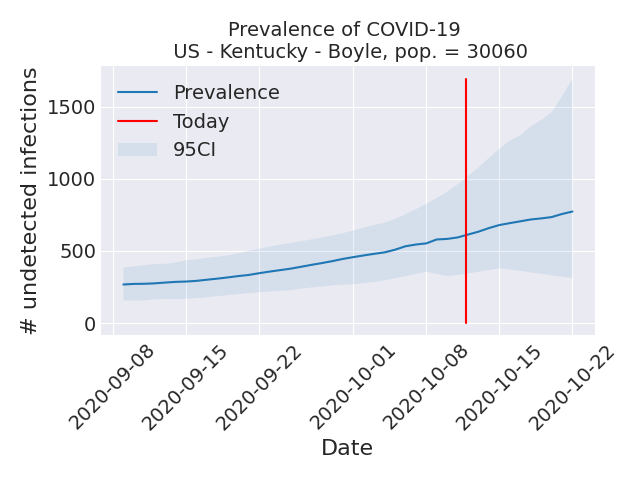 Prevalence of COVID-19
US - Kentucky - Boyle, pop. = 30060
# undetected infections
1500
1000
500
0
Prevalence
Today
95CI
2020-09-08
2020-09-15
2020-09-22
2020-10-01
2020-10-08
2020-10-15
2020-10-22
Date